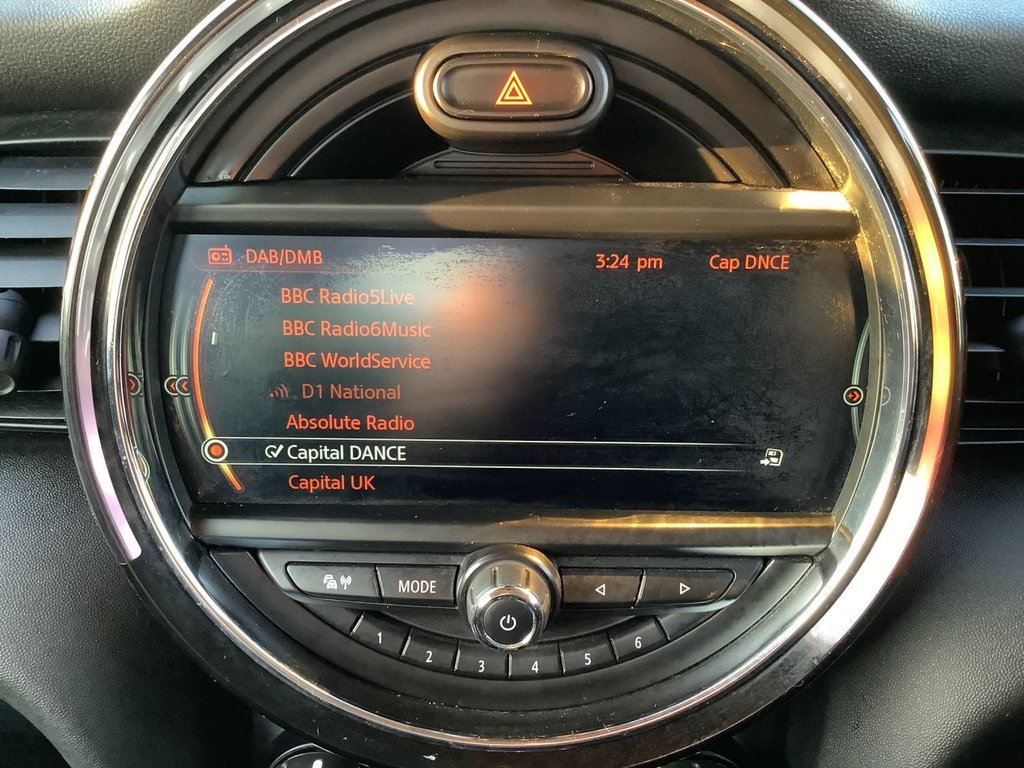 DAB/DMB 3:24 pm Cap DNCE
BBC Radio5Live
BBC Radio6Music
BBC WorldService
D1 National
Absolute Radio
Capital DANCE
Capital UK
MODE
1 2 3 4 5 6